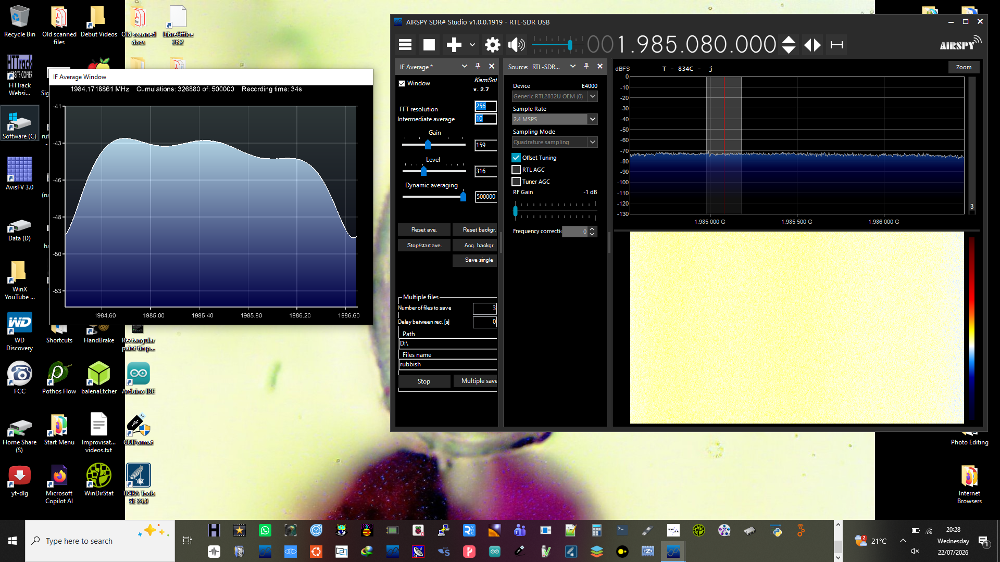 Recycle Bin
Old scanned files
Debut Videos
Old scanned docs
LibreOffice 26.2
HTTrack Websi...
Software (C)
AvisFV 3.0
Data (D)
WinX YouTube ...
WD Discovery
Shortcuts
HandBrake
Rectangular paint tin p...
FCC
Pothos Flow
balenaEtcher
Arduino IDE
Home Share (S)
Start Menu
Improvisat... videos.txt
GUIFormat
yt-dlg
Microsoft Copilot AI
WinDirStat
TICRA Tools SE 24.0
Photo Editing
Internet Browsers
IF Average Window
1984.1718861 MHz Cumulations: 326880 of: 500000 Recording time: 34s
-41
-43
-46
-48
-50
-53
1984.60 1985.00 1985.40 1985.80 1986.20 1986.60
AIRSPY SDR# Studio v1.0.0.1919 - RTL-SDR USB
001.985.080.000
AIRSPY
IF Average *
Window
KamSof
v. 2.7
FFT resolution 256
Intermediate average 10
Gain
159
Level
316
Dynamic averaging
500000
Reset ave. Reset backgr.
Stop/start ave. Acq. backgr.
Save single
Multiple files
Number of files to save 3
Delay between rec. [s] 0
Path
D:\
Files name
rubbish
Stop Multiple save
Source: RTL-SDR...
Device E4000
Generic RTL2832U OEM (0)
Sample Rate
2.4 MSPS
Sampling Mode
Quadrature sampling
Offset Tuning
RTL AGC
Tuner AGC
RF Gain -1 dB
Frequency correctio 0
dBFS T - 834C - j Zoom
0
-10
-20
-30
-40
-50
-60
-70
-80
-90
-100
-110
-120
-130
3
1.985 000 G 1.985 500 G 1.986 000 G
Type here to search
21°C
20:28
Wednesday
22/07/2026